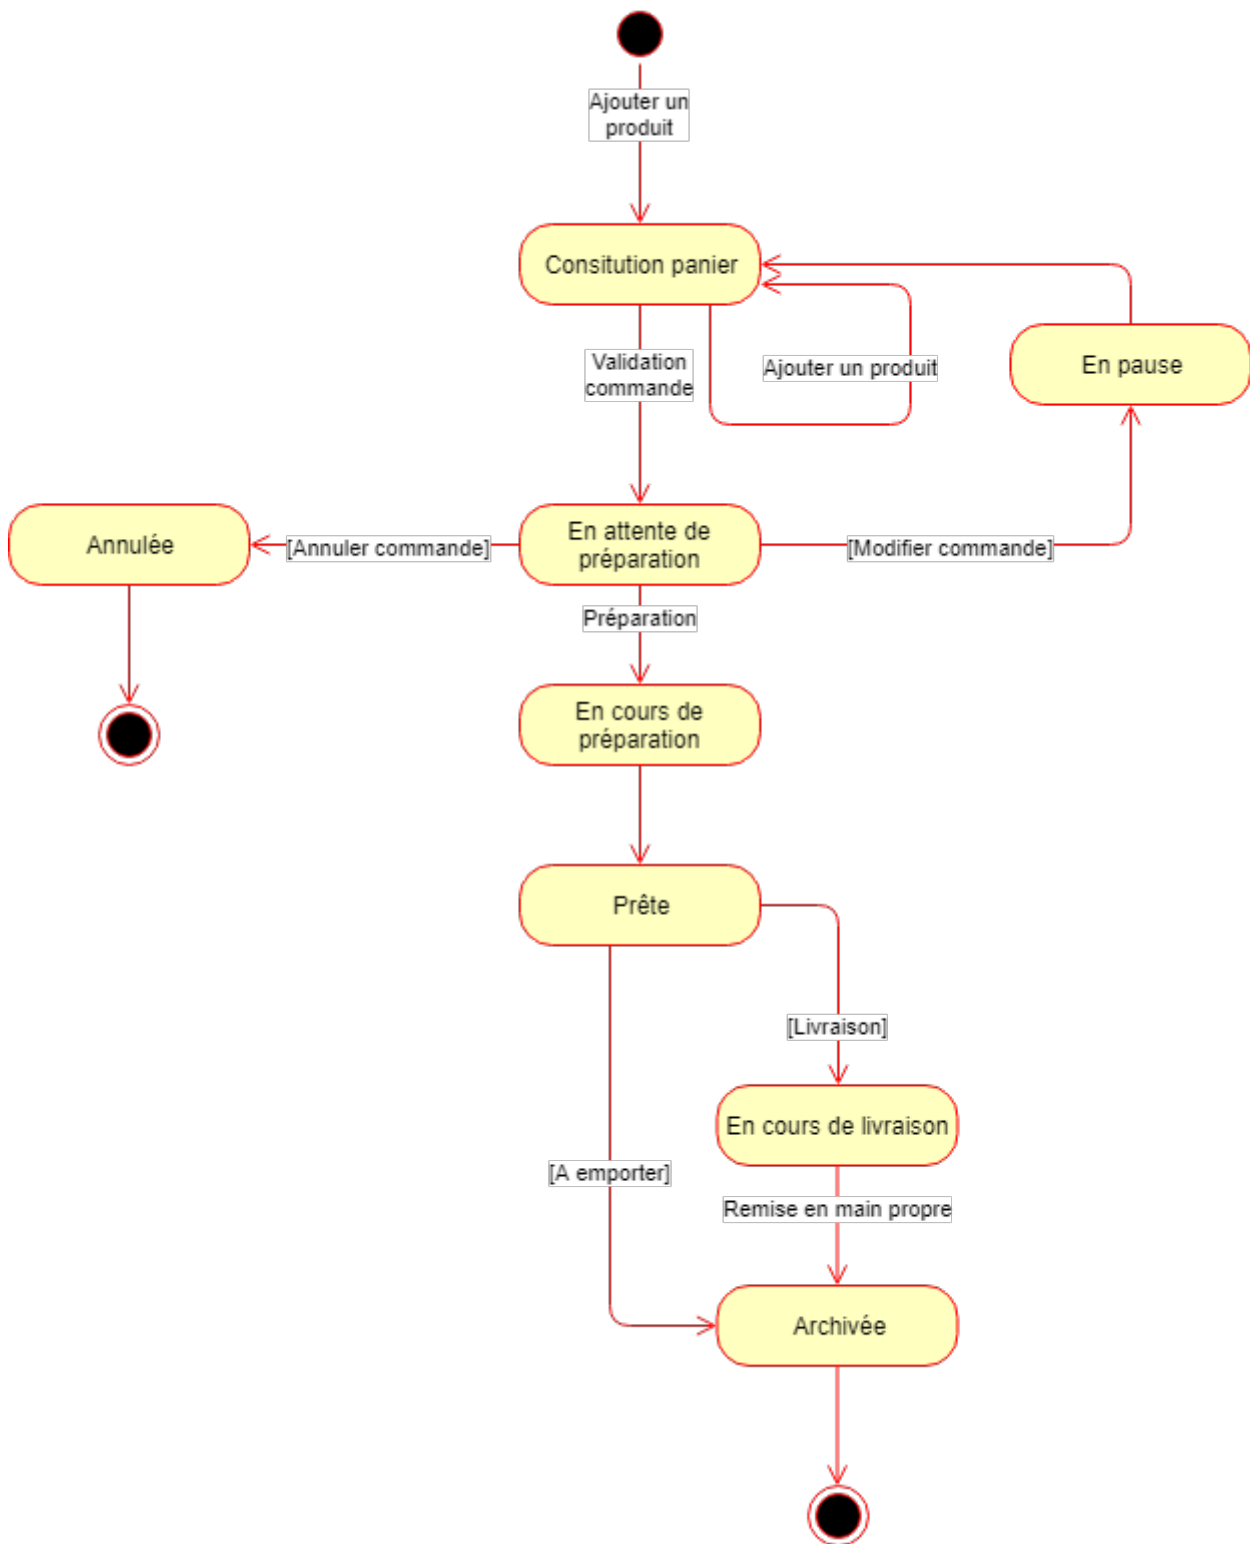 Ajouter un
produit
Consitution panier
Validation
commande
Ajouter un produit
En pause
Annulée
[Annuler commande]
En attente de
préparation
[Modifier commande]
Préparation
En cours de
préparation
Prête
[Livraison]
En cours de livraison
[A emporter]
Remise en main propre
Archivée